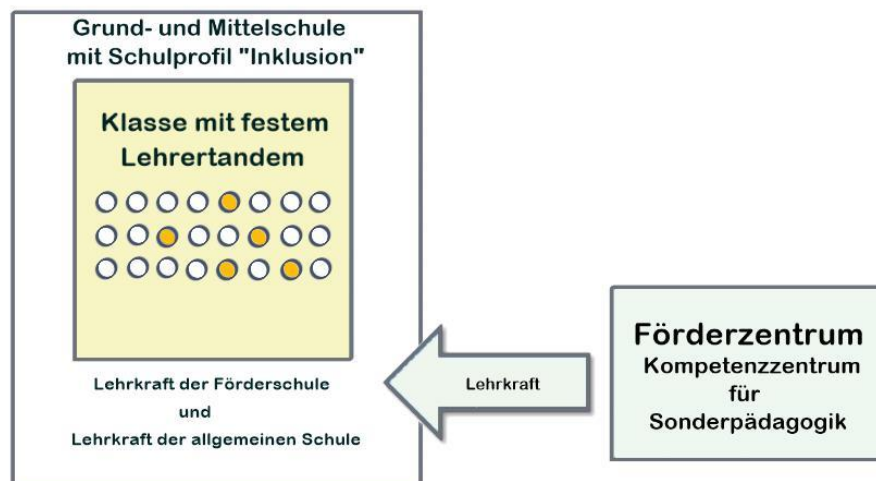 Grund- und Mittelschule
mit Schulprofil "Inklusion"
Klasse mit festem
Lehrertandem
Lehrkraft der Förderschule
und
Lehrkraft der allgemeinen Schule
Lehrkraft
Förderzentrum
Kompetenzzentrum
für
Sonderpädagogik